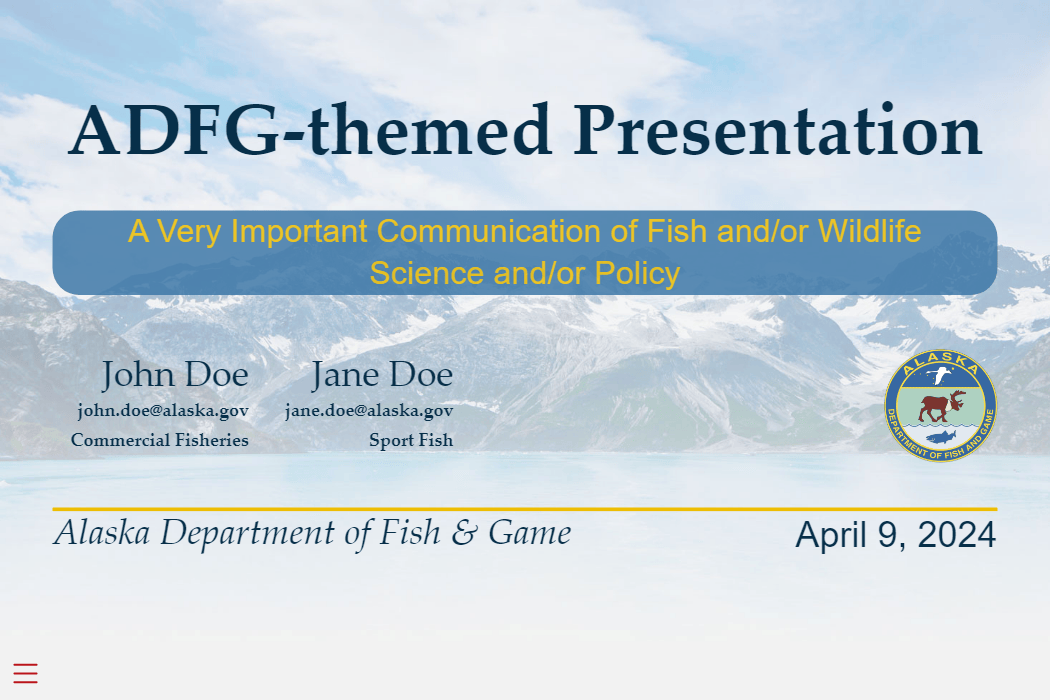 ADFG-themed Presentation
A Very Important Communication of Fish and/or Wildlife
Science and/or Policy
John Doe
john.doe@alaska.gov
Commercial Fisheries
Jane Doe
jane.doe@alaska.gov
Sport Fish
ALASKA
DEPARTMENT OF FISH AND GAME
Alaska Department of Fish & Game
April 9, 2024